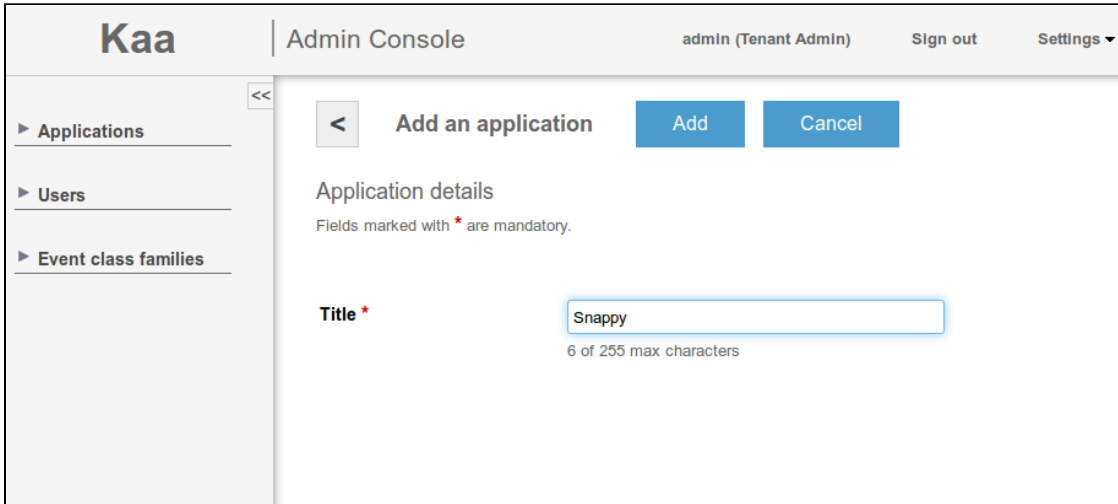 Kaa
Admin Console
admin (Tenant Admin)
Sign out
Settings
<<
Applications
Users
Event class families
<
Add an application
Add
Cancel
Application details
Fields marked with * are mandatory.
Title *
Snappy
6 of 255 max characters